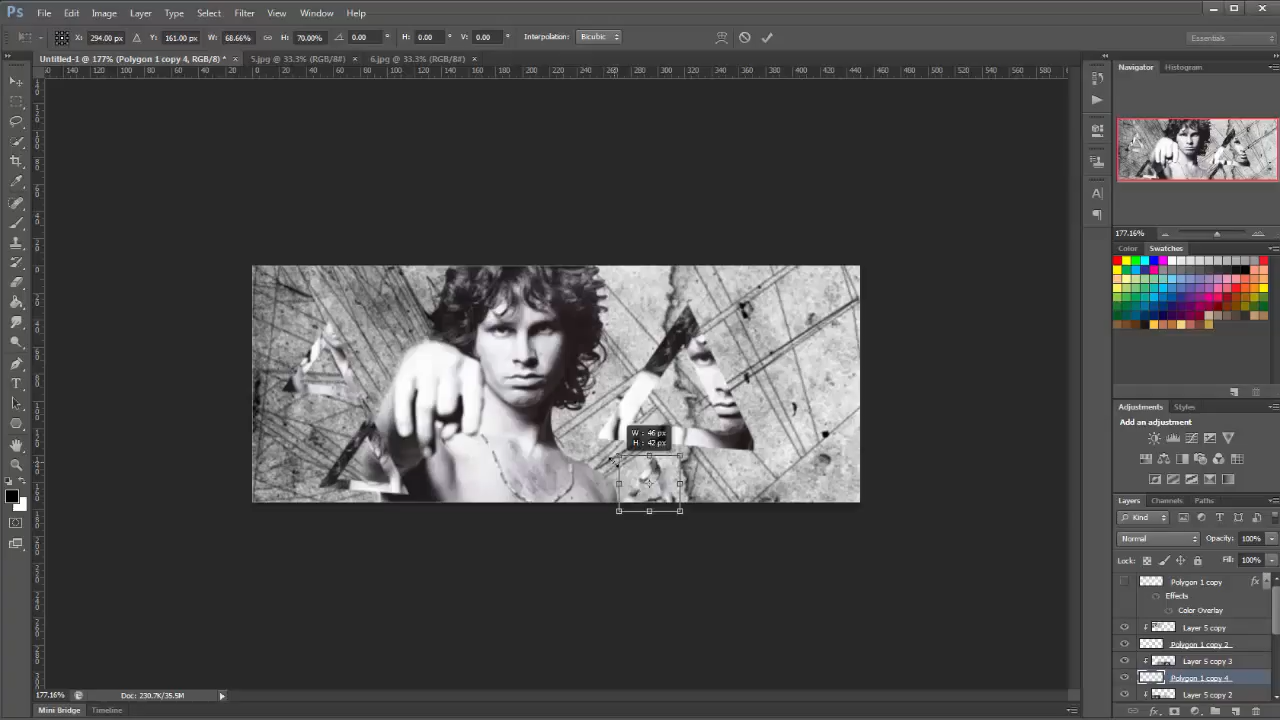 Ps File Edit Image Layer Type Select Filter View Window Help
X: 294.00 px Y: 161.00 px W: 68.66% H: 70.00% 0.00 ° H: 0.00 ° V: 0.00 ° Interpolation: Bicubic Essentials
Untitled-1 @ 177% (Polygon 1 copy 4, RGB/8) * × 5.jpg @ 33.3% (RGB/8#) × 6.jpg @ 33.3% (RGB/8#) ×
Navigator Histogram
177.16%
Color Swatches
W : 46 px
H : 42 px
Adjustments Styles
Add an adjustment
Layers Channels Paths
Kind
Normal Opacity: 100%
Lock: Fill: 100%
Polygon 1 copy fx
Effects
Color Overlay
Layer 5 copy
Polygon 1 copy 2
Layer 5 copy 3
Polygon 1 copy 4
Layer 5 copy 2
177.16% Doc: 230.7K/35.5M
Mini Bridge Timeline